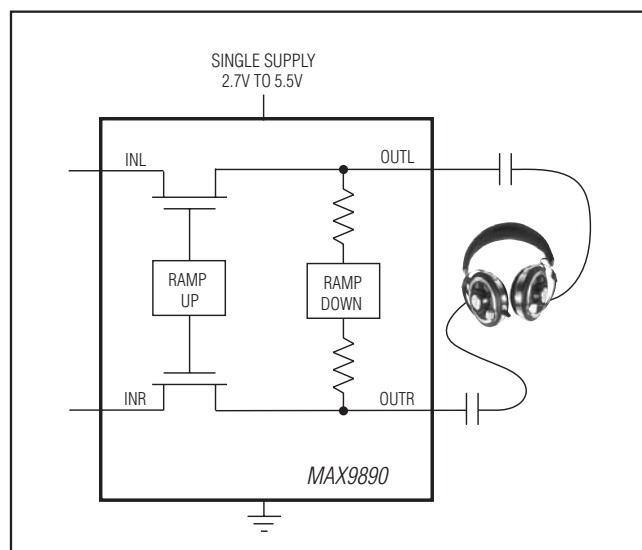 SINGLE SUPPLY
2.7V TO 5.5V
INL
OUTL
RAMP
UP
RAMP
DOWN
INR
OUTR
MAX9890